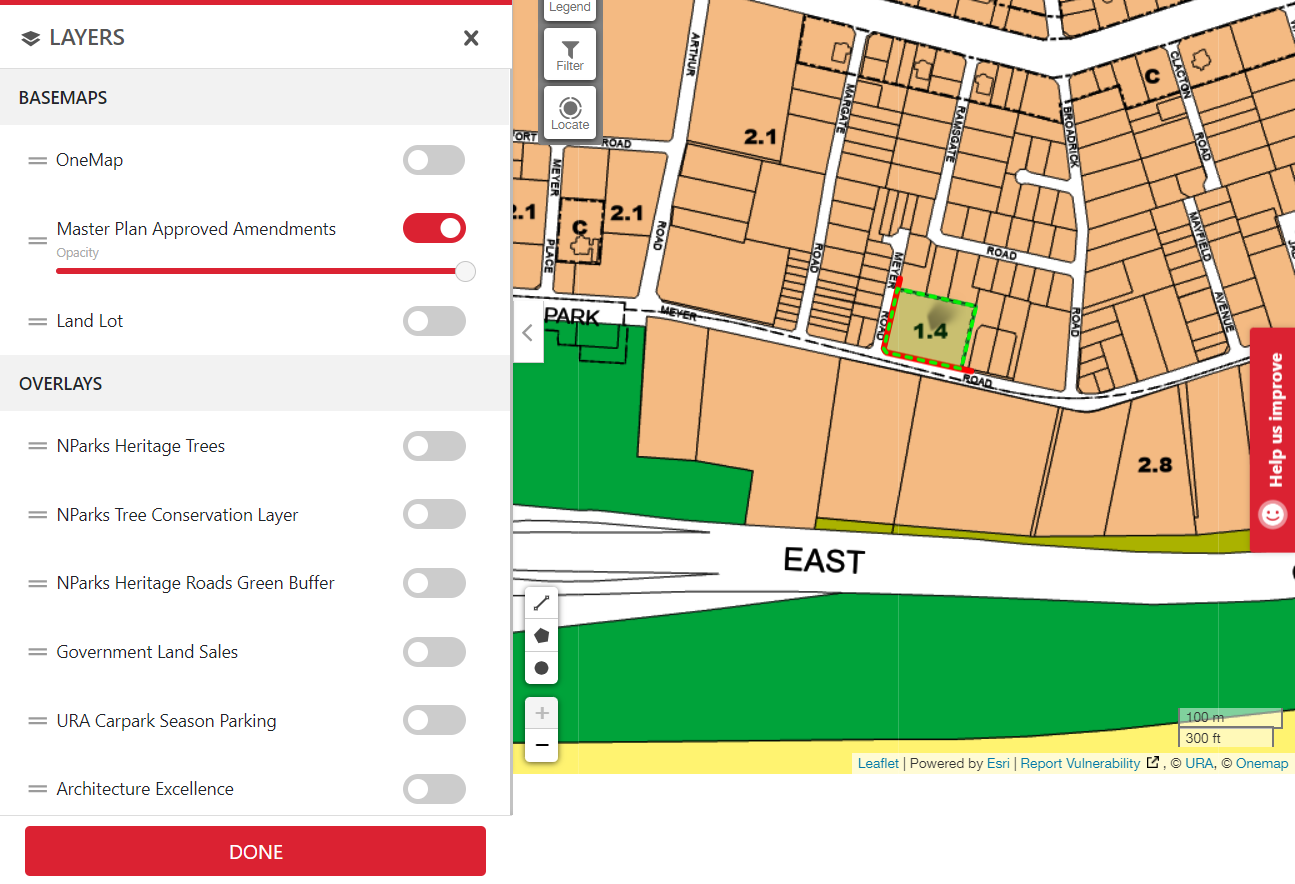 LAYERS
BASEMAPS
OneMap
Master Plan Approved Amendments
Opacity
Land Lot
OVERLAYS
NParks Heritage Trees
NParks Tree Conservation Layer
NParks Heritage Roads Green Buffer
Government Land Sales
URA Carpark Season Parking
Architecture Excellence
DONE
Legend
Filter
Locate
ARTHUR
ROAD
MARGATE
ROAD
RAMSGATE
ROAD
BROADRICK
ROAD
CLACTON
ROAD
MAYFIELD
AVENUE
C
2.1
ORT
ROAD
MEYER
PLACE
2.1
C
2.1
MEYER
ROAD
PARK
MEYER
ROAD
1.4
2.8
EAST
Help us improve
100 m
300 ft
Leaflet | Powered by Esri | Report Vulnerability , © URA, © Onemap